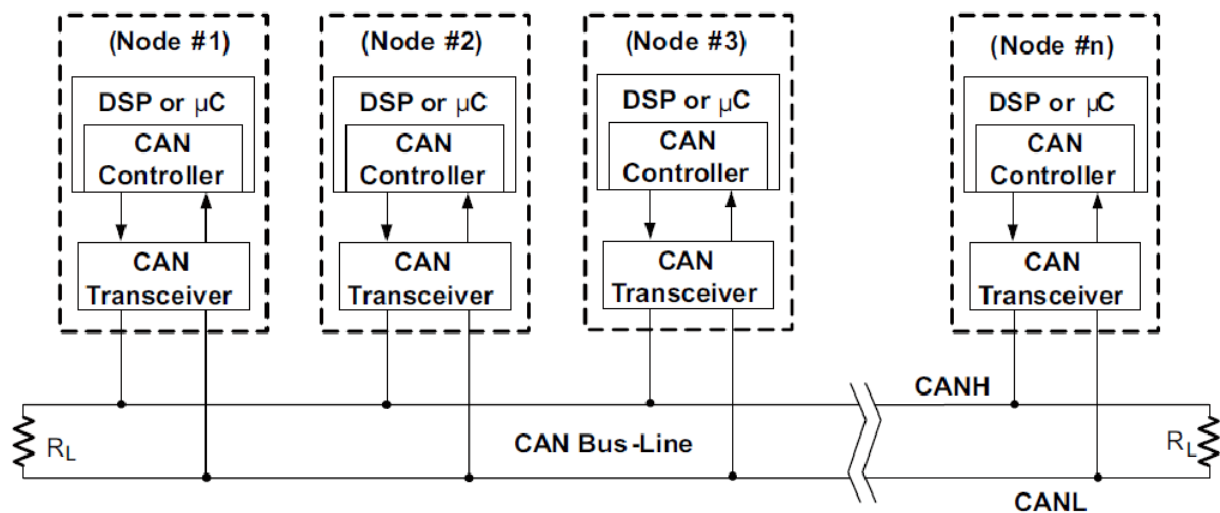 (Node #1)
DSP or µC
CAN
Controller
CAN
Transceiver
(Node #2)
DSP or µC
CAN
Controller
CAN
Transceiver
(Node #3)
DSP or µC
CAN
Controller
CAN
Transceiver
(Node #n)
DSP or µC
CAN
Controller
CAN
Transceiver
CANH
RL
CAN Bus-Line
RL
CANL